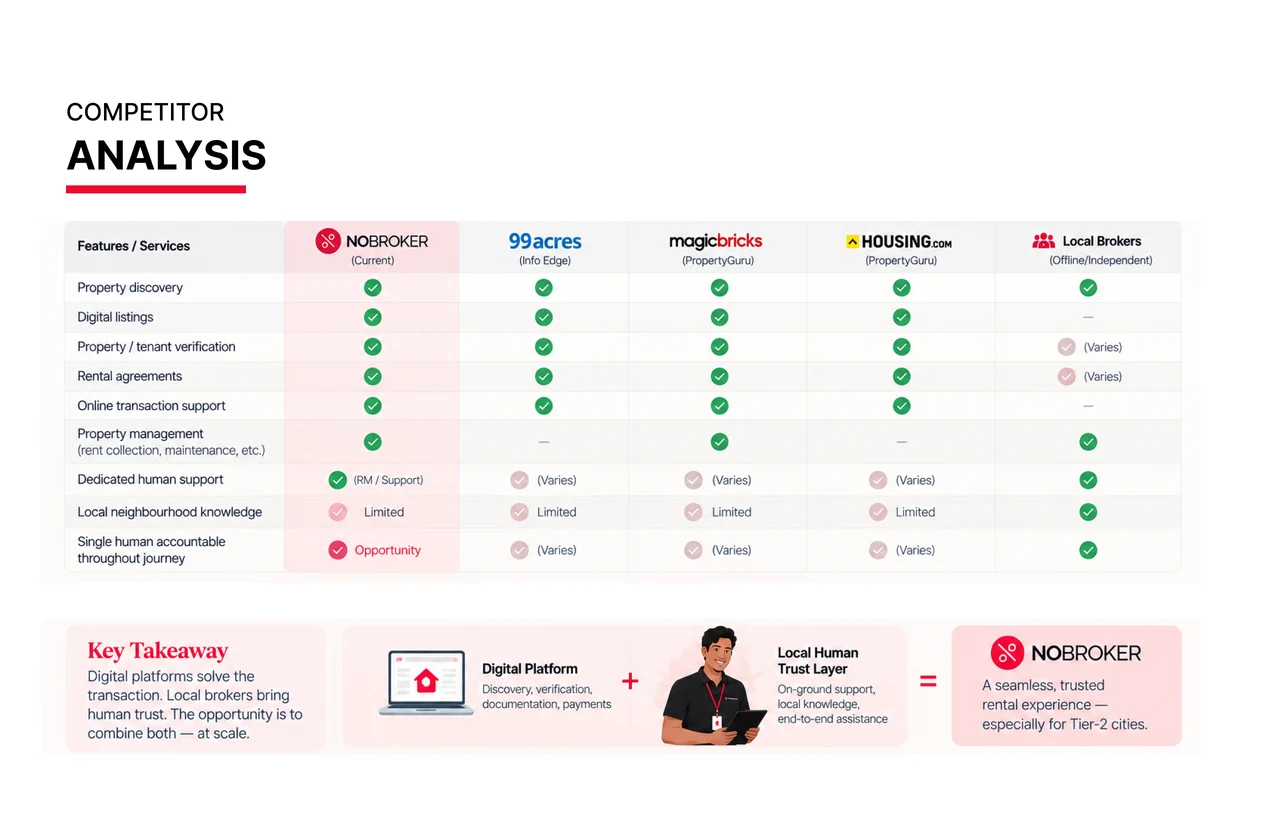 COMPETITOR
ANALYSIS
Features / Services
NOBROKER
(Current)
99acres
(Info Edge)
magicbricks
(PropertyGuru)
HOUSING.COM
(PropertyGuru)
Local Brokers
(Offline/Independent)
Property discovery
Digital listings
—
Property / tenant verification
(Varies)
Rental agreements
(Varies)
Online transaction support
—
Property management
(rent collection, maintenance, etc.)
—
—
Dedicated human support
(RM / Support)
(Varies)
(Varies)
(Varies)
Local neighbourhood knowledge
Limited
Limited
Limited
Limited
Single human accountable
throughout journey
Opportunity
(Varies)
(Varies)
(Varies)
Key Takeaway
Digital platforms solve the
transaction. Local brokers bring
human trust. The opportunity is to
combine both — at scale.
Digital Platform
Discovery, verification,
documentation, payments
+
Local Human
Trust Layer
On-ground support,
local knowledge,
end-to-end assistance
=
NOBROKER
A seamless, trusted
rental experience —
especially for Tier-2 cities.